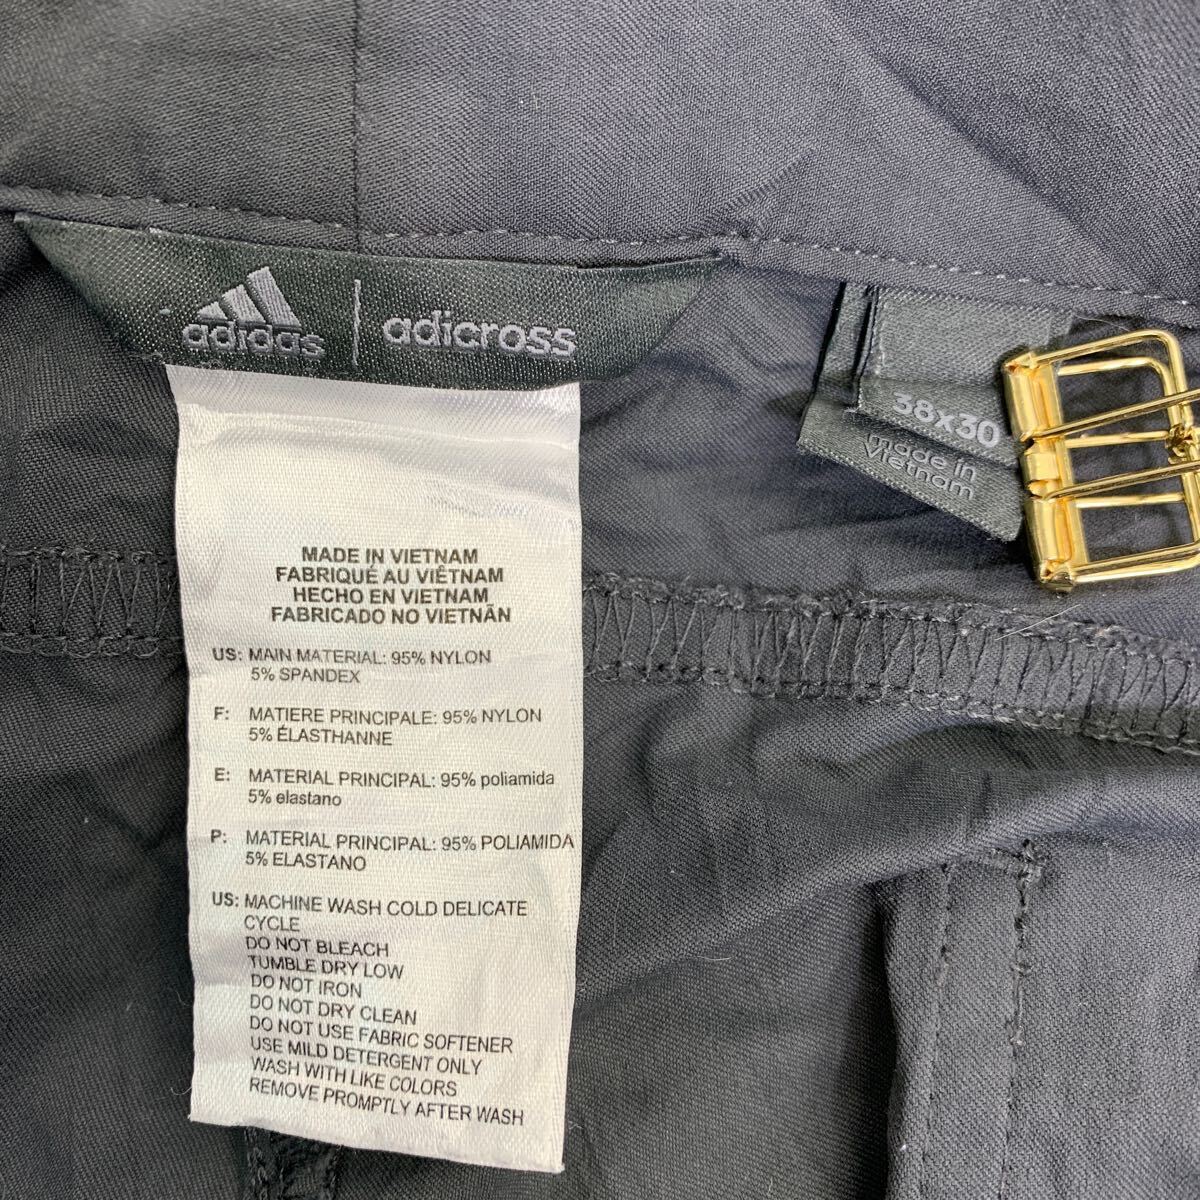 adidas | adicross
38x30
made in
Vietnam
MADE IN VIETNAM
FABRIQUÉ AU VIÊTNAM
HECHO EN VIETNAM
FABRICADO NO VIETNÃN
US: MAIN MATERIAL: 95% NYLON
5% SPANDEX
F: MATIERE PRINCIPALE: 95% NYLON
5% ÉLASTHANNE
E: MATERIAL PRINCIPAL: 95% poliamida
5% elastano
P: MATERIAL PRINCIPAL: 95% POLIAMIDA
5% ELASTANO
US: MACHINE WASH COLD DELICATE
CYCLE
DO NOT BLEACH
TUMBLE DRY LOW
DO NOT IRON
DO NOT DRY CLEAN
DO NOT USE FABRIC SOFTENER
USE MILD DETERGENT ONLY
WASH WITH LIKE COLORS
REMOVE PROMPTLY AFTER WASH